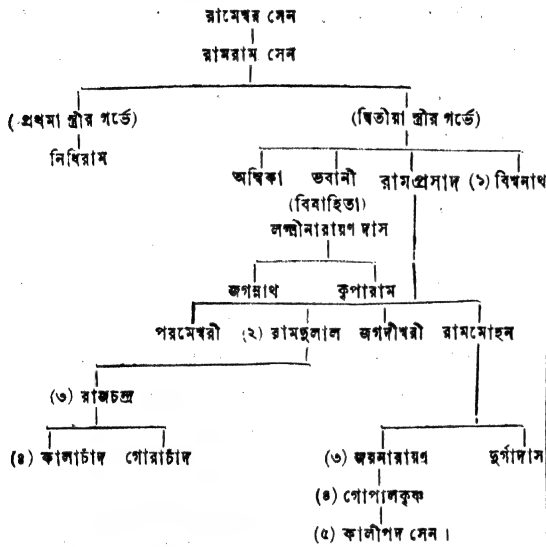 রামেশ্বর সেন
রামরাম সেন
(প্রথমা স্ত্রীর গর্ভে) (দ্বিতীয়া স্ত্রীর গর্ভে)
নিধিরাম
অম্বিকা ভবানী রামপ্রসাদ (১) বিশ্বনাথ
(বিবাহিতা)
লক্ষ্মীনারায়ণ দাস
জগন্নাথ কৃপারাম
পরমেশ্বরী (২) রামদুলাল জগদীশ্বরী রামমোহন
(৩) রাজচন্দ্র
(৪) কালাচাঁদ গোরাচাঁদ (৩) জয়নারায়ণ দুর্গাদাস
(৪) গোপালকৃষ্ণ
(৫) কালীপদ সেন।